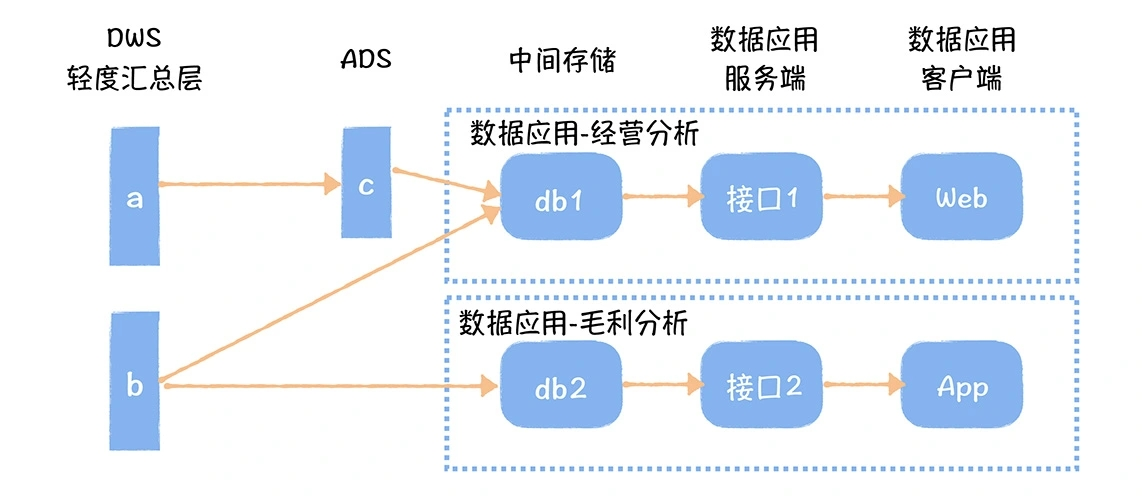 DWS
轻度汇总层
ADS
中间存储
数据应用
服务端
数据应用
客户端
数据应用-经营分析
a
c
db1
接口1
Web
数据应用-毛利分析
b
db2
接口2
App